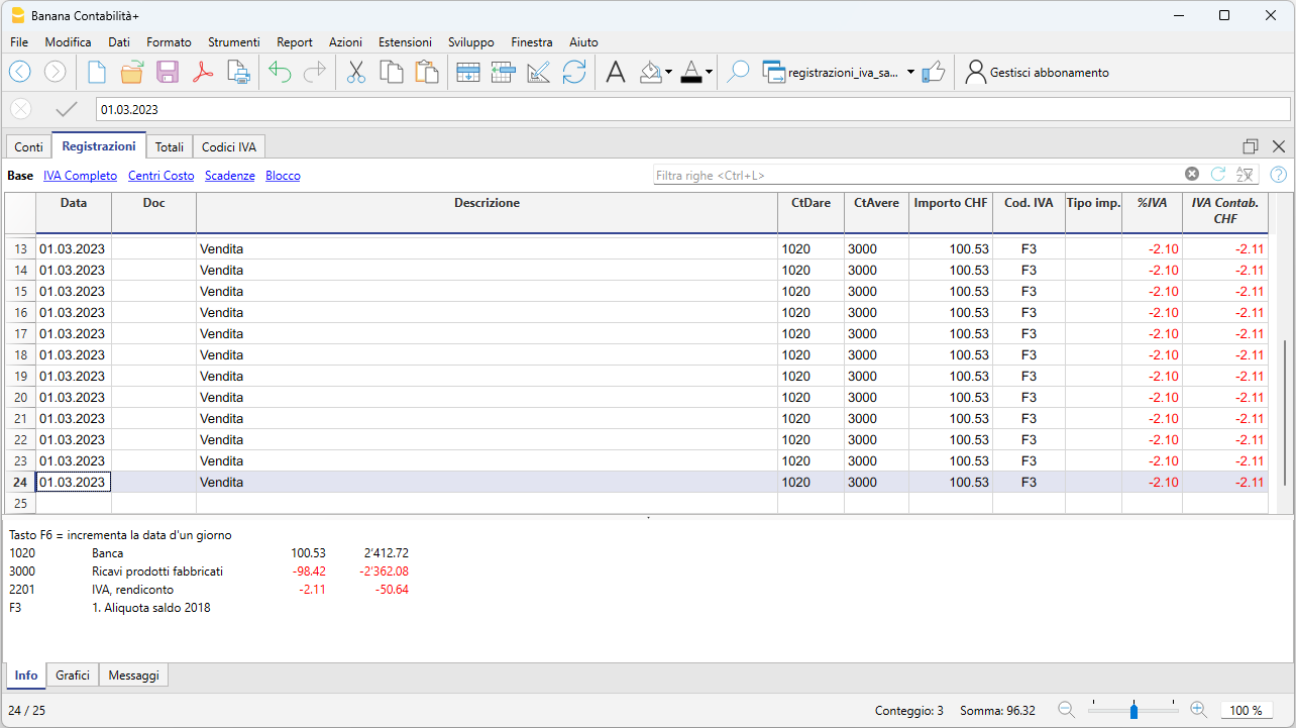 Banana Contabilità+
File Modifica Dati Formato Strumenti Report Azioni Estensioni Sviluppo Finestra Aiuto
registrazioni_iva_sa... Gestisci abbonamento
01.03.2023
Conti Registrazioni Totali Codici IVA
Base IVA Completo Centri Costo Scadenze Blocco Filtra righe <Ctrl+L>
Data Doc Descrizione CtDare CtAvere Importo CHF Cod. IVA Tipo imp. %IVA IVA Contab. CHF
13 01.03.2023 Vendita 1020 3000 100.53 F3 -2.10 -2.11
14 01.03.2023 Vendita 1020 3000 100.53 F3 -2.10 -2.11
15 01.03.2023 Vendita 1020 3000 100.53 F3 -2.10 -2.11
16 01.03.2023 Vendita 1020 3000 100.53 F3 -2.10 -2.11
17 01.03.2023 Vendita 1020 3000 100.53 F3 -2.10 -2.11
18 01.03.2023 Vendita 1020 3000 100.53 F3 -2.10 -2.11
19 01.03.2023 Vendita 1020 3000 100.53 F3 -2.10 -2.11
20 01.03.2023 Vendita 1020 3000 100.53 F3 -2.10 -2.11
21 01.03.2023 Vendita 1020 3000 100.53 F3 -2.10 -2.11
22 01.03.2023 Vendita 1020 3000 100.53 F3 -2.10 -2.11
23 01.03.2023 Vendita 1020 3000 100.53 F3 -2.10 -2.11
24 01.03.2023 Vendita 1020 3000 100.53 F3 -2.10 -2.11
25
Tasto F6 = incrementa la data d'un giorno
1020 Banca 100.53 2'412.72
3000 Ricavi prodotti fabbricati -98.42 -2'362.08
2201 IVA, rendiconto -2.11 -50.64
F3 1. Aliquota saldo 2018
Info Grafici Messaggi
24 / 25 Conteggio: 3 Somma: 96.32 100 %